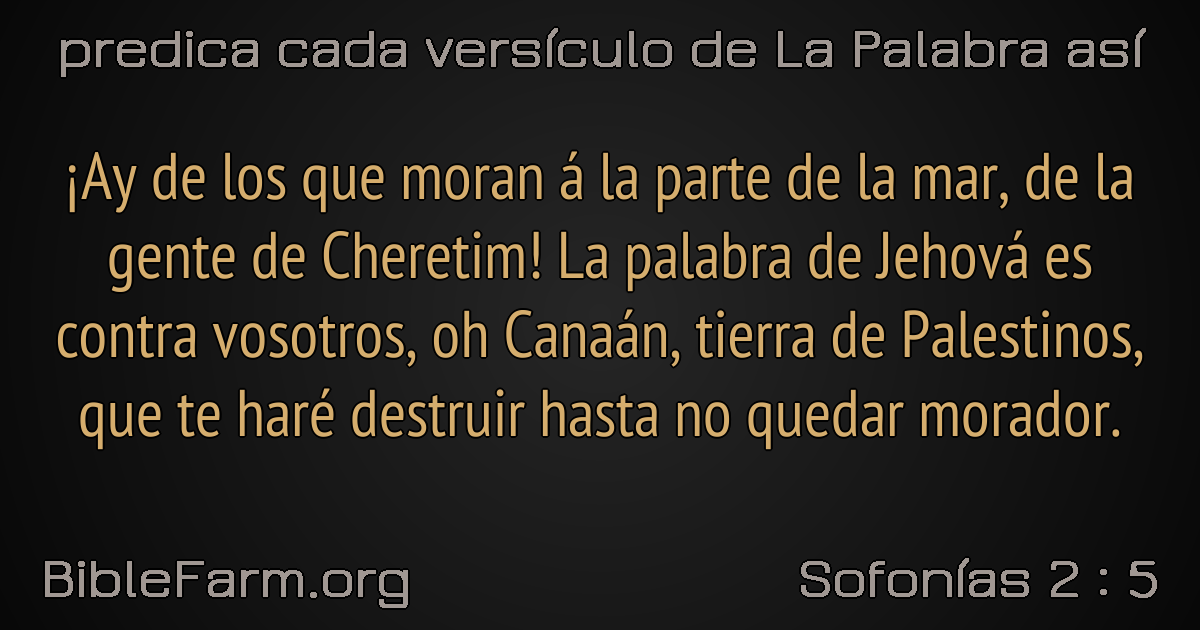 predica cada versículo de La Palabra así
¡Ay de los que moran á la parte de la mar, de la
gente de Cheretim! La palabra de Jehová es
contra vosotros, oh Canaán, tierra de Palestinos,
que te haré destruir hasta no quedar morador.
BibleFarm.org
Sofonías 2 : 5